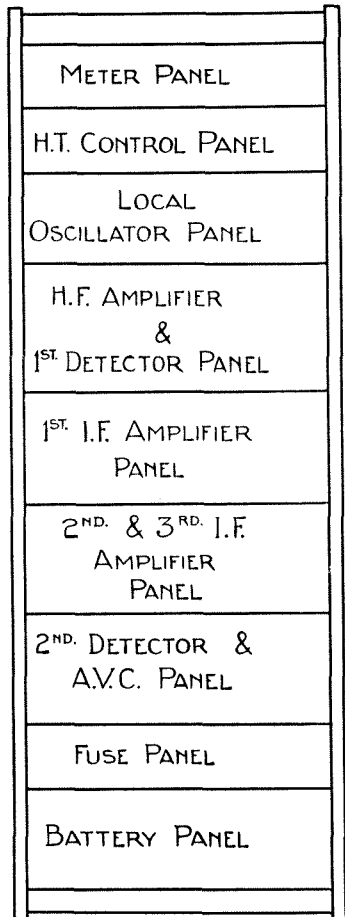 METER PANEL
H.T. CONTROL PANEL
LOCAL
OSCILLATOR PANEL
H.F. AMPLIFIER
&
1ST. DETECTOR PANEL
1ST. I.F. AMPLIFIER
PANEL
2ND. & 3RD. I.F.
AMPLIFIER
PANEL
2ND. DETECTOR &
A.V.C. PANEL
FUSE PANEL
BATTERY PANEL